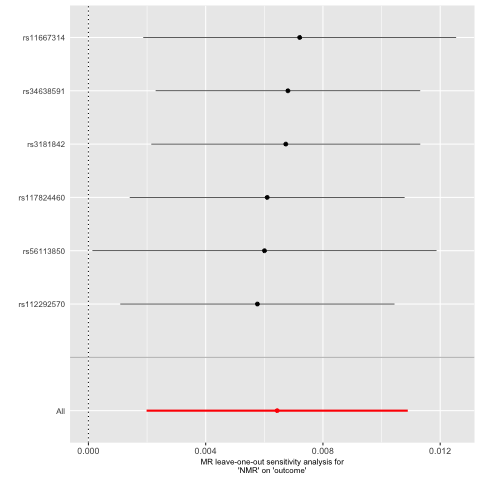 rs11667314
rs34638591
rs3181842
rs117824460
rs56113850
rs112292570
All
0.000 0.004 0.008 0.012
MR leave-one-out sensitivity analysis for
'NMR' on 'outcome'